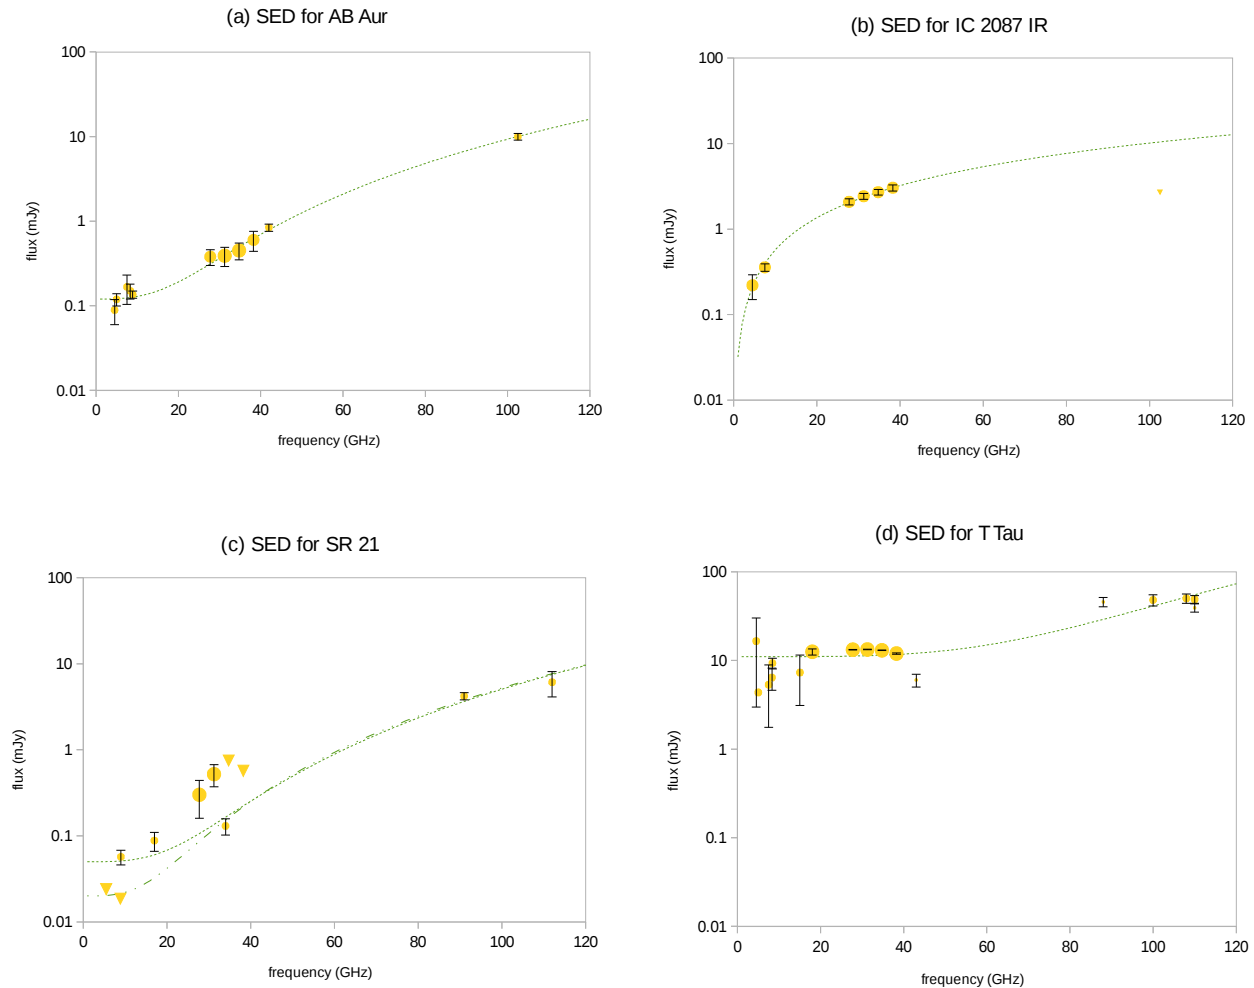 (a) SED for AB Aur
100
10
1
0.1
0.01
flux (mJy)
0 20 40 60 80 100 120
frequency (GHz)
(b) SED for IC 2087 IR
100
10
1
0.1
0.01
flux (mJy)
0 20 40 60 80 100 120
frequency (GHz)
(c) SED for SR 21
100
10
1
0.1
0.01
flux (mJy)
0 20 40 60 80 100 120
frequency (GHz)
(d) SED for T Tau
100
10
1
0.1
0.01
flux (mJy)
0 20 40 60 80 100 120
frequency (GHz)